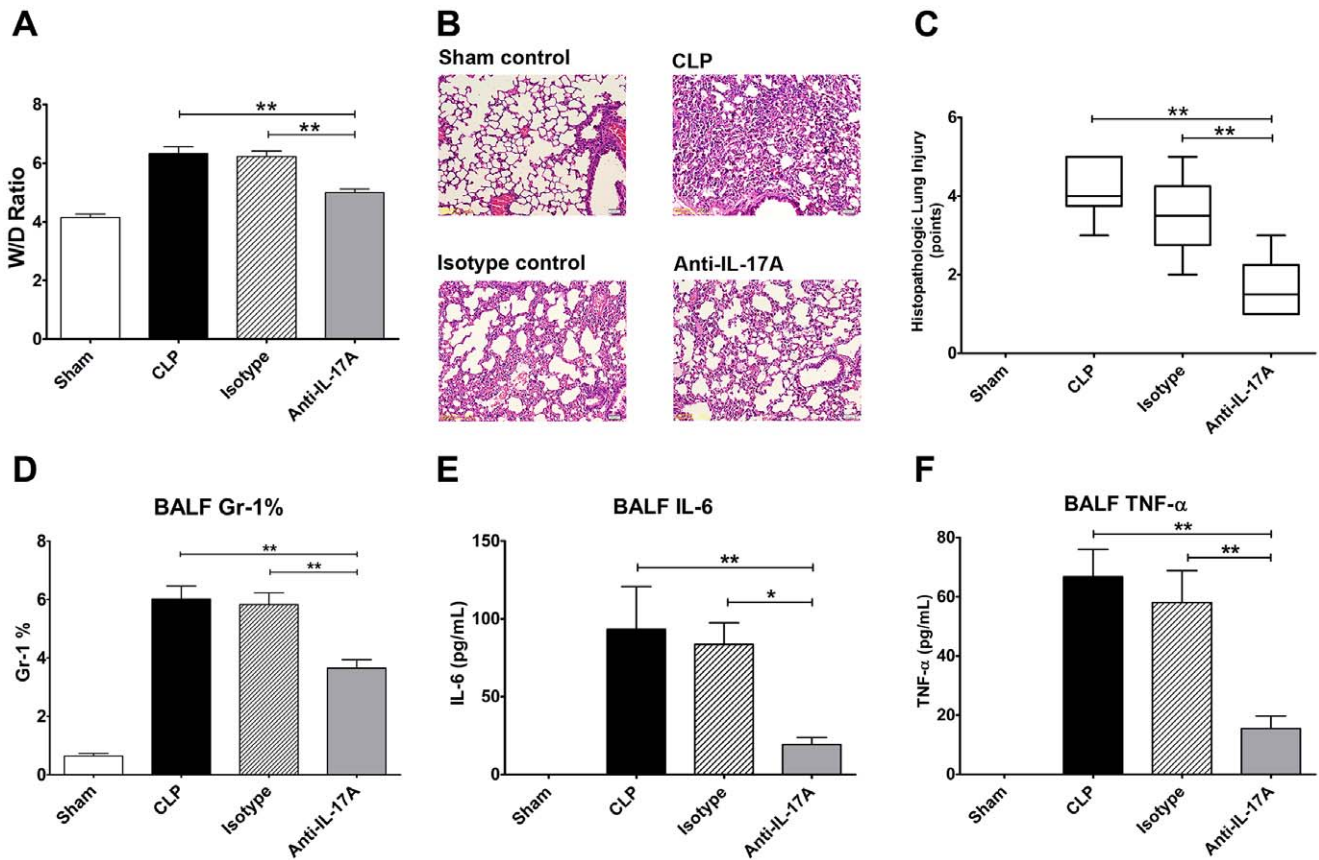 A
W/D Ratio
8
6
4
2
0
**
**
Sham
CLP
Isotype
Anti-IL-17A
B
Sham control
CLP
Isotype control
Anti-IL-17A
C
Histopathologic Lung Injury
(points)
6
4
2
0
**
**
Sham
CLP
Isotype
Anti-IL-17A
D
BALF Gr-1%
Gr-1 %
8
6
4
2
0
**
**
Sham
CLP
Isotype
Anti-IL-17A
E
BALF IL-6
IL-6 (pg/mL)
150
100
50
0
**
*
Sham
CLP
Isotype
Anti-IL-17A
F
BALF TNF-α
TNF-α (pg/mL)
80
60
40
20
0
**
**
Sham
CLP
Isotype
Anti-IL-17A